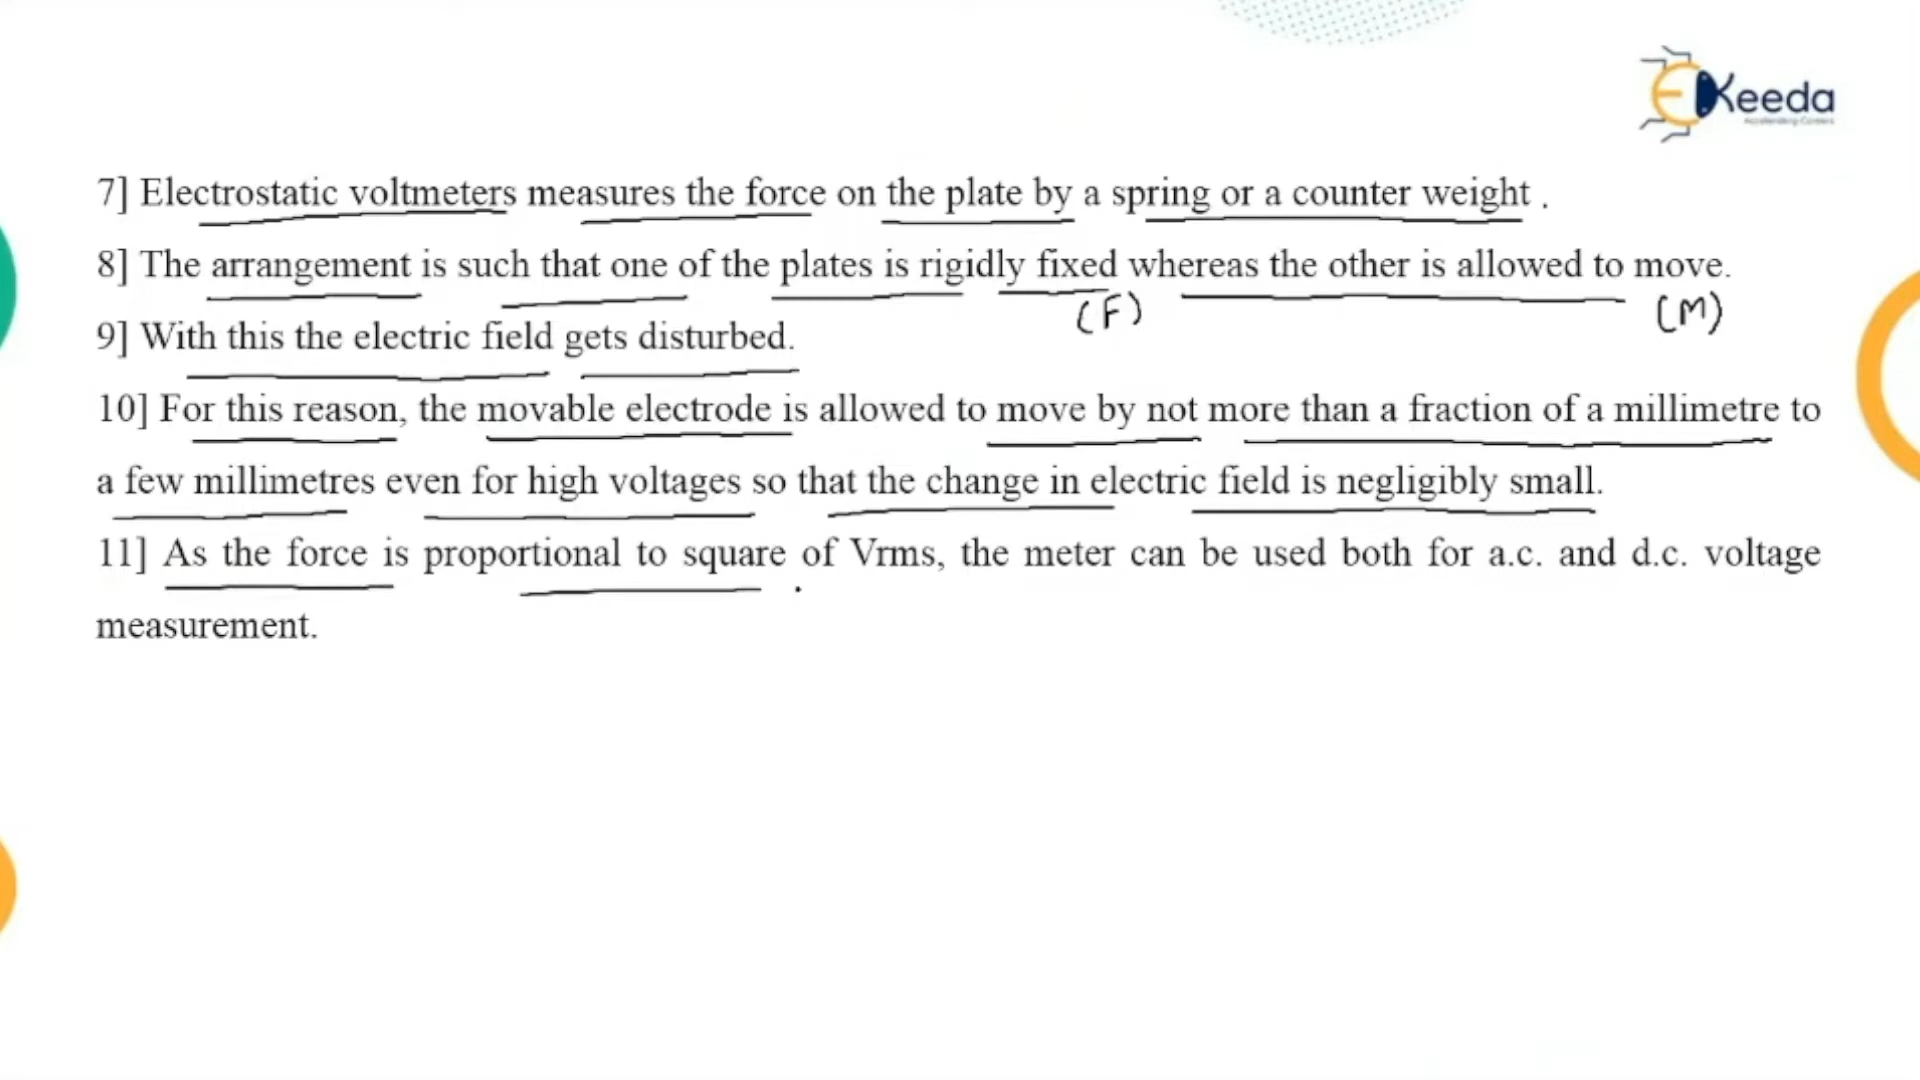 EKeeda
Accelerating Careers
7] Electrostatic voltmeters measures the force on the plate by a spring or a counter weight .
8] The arrangement is such that one of the plates is rigidly fixed whereas the other is allowed to move.
(F) (M)
9] With this the electric field gets disturbed.
10] For this reason, the movable electrode is allowed to move by not more than a fraction of a millimetre to
a few millimetres even for high voltages so that the change in electric field is negligibly small.
11] As the force is proportional to square of Vrms, the meter can be used both for a.c. and d.c. voltage
measurement.